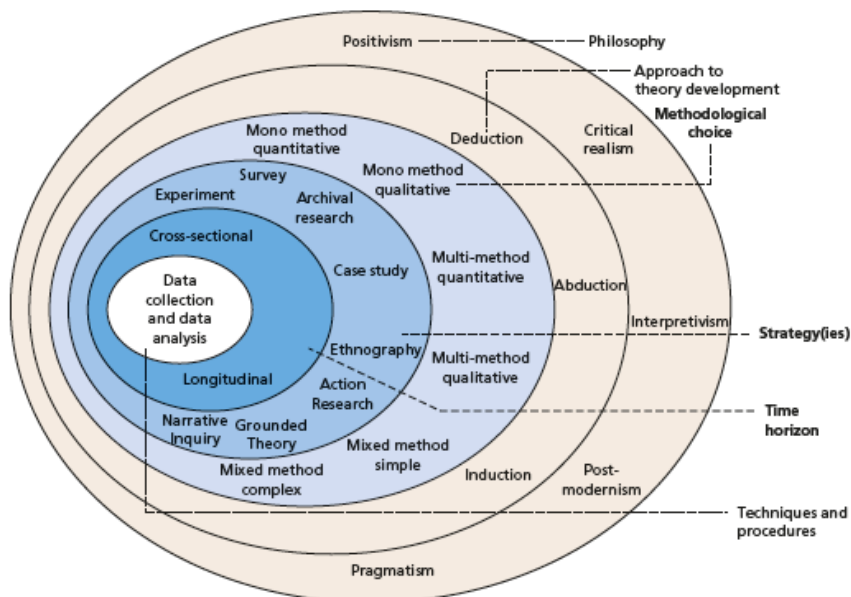 Positivism
Philosophy
Approach to
theory development
Methodological
choice
Deduction
Critical
realism
Mono method
quantitative
Mono method
qualitative
Survey
Experiment
Archival
research
Cross-sectional
Multi-method
quantitative
Case study
Data
collection
and data
analysis
Abduction
Interpretivism
Strategy(ies)
Ethnography
Multi-method
qualitative
Longitudinal
Action
Research
Time
horizon
Narrative
Inquiry
Grounded
Theory
Mixed method
simple
Mixed method
complex
Induction
Post-
modernism
Techniques and
procedures
Pragmatism